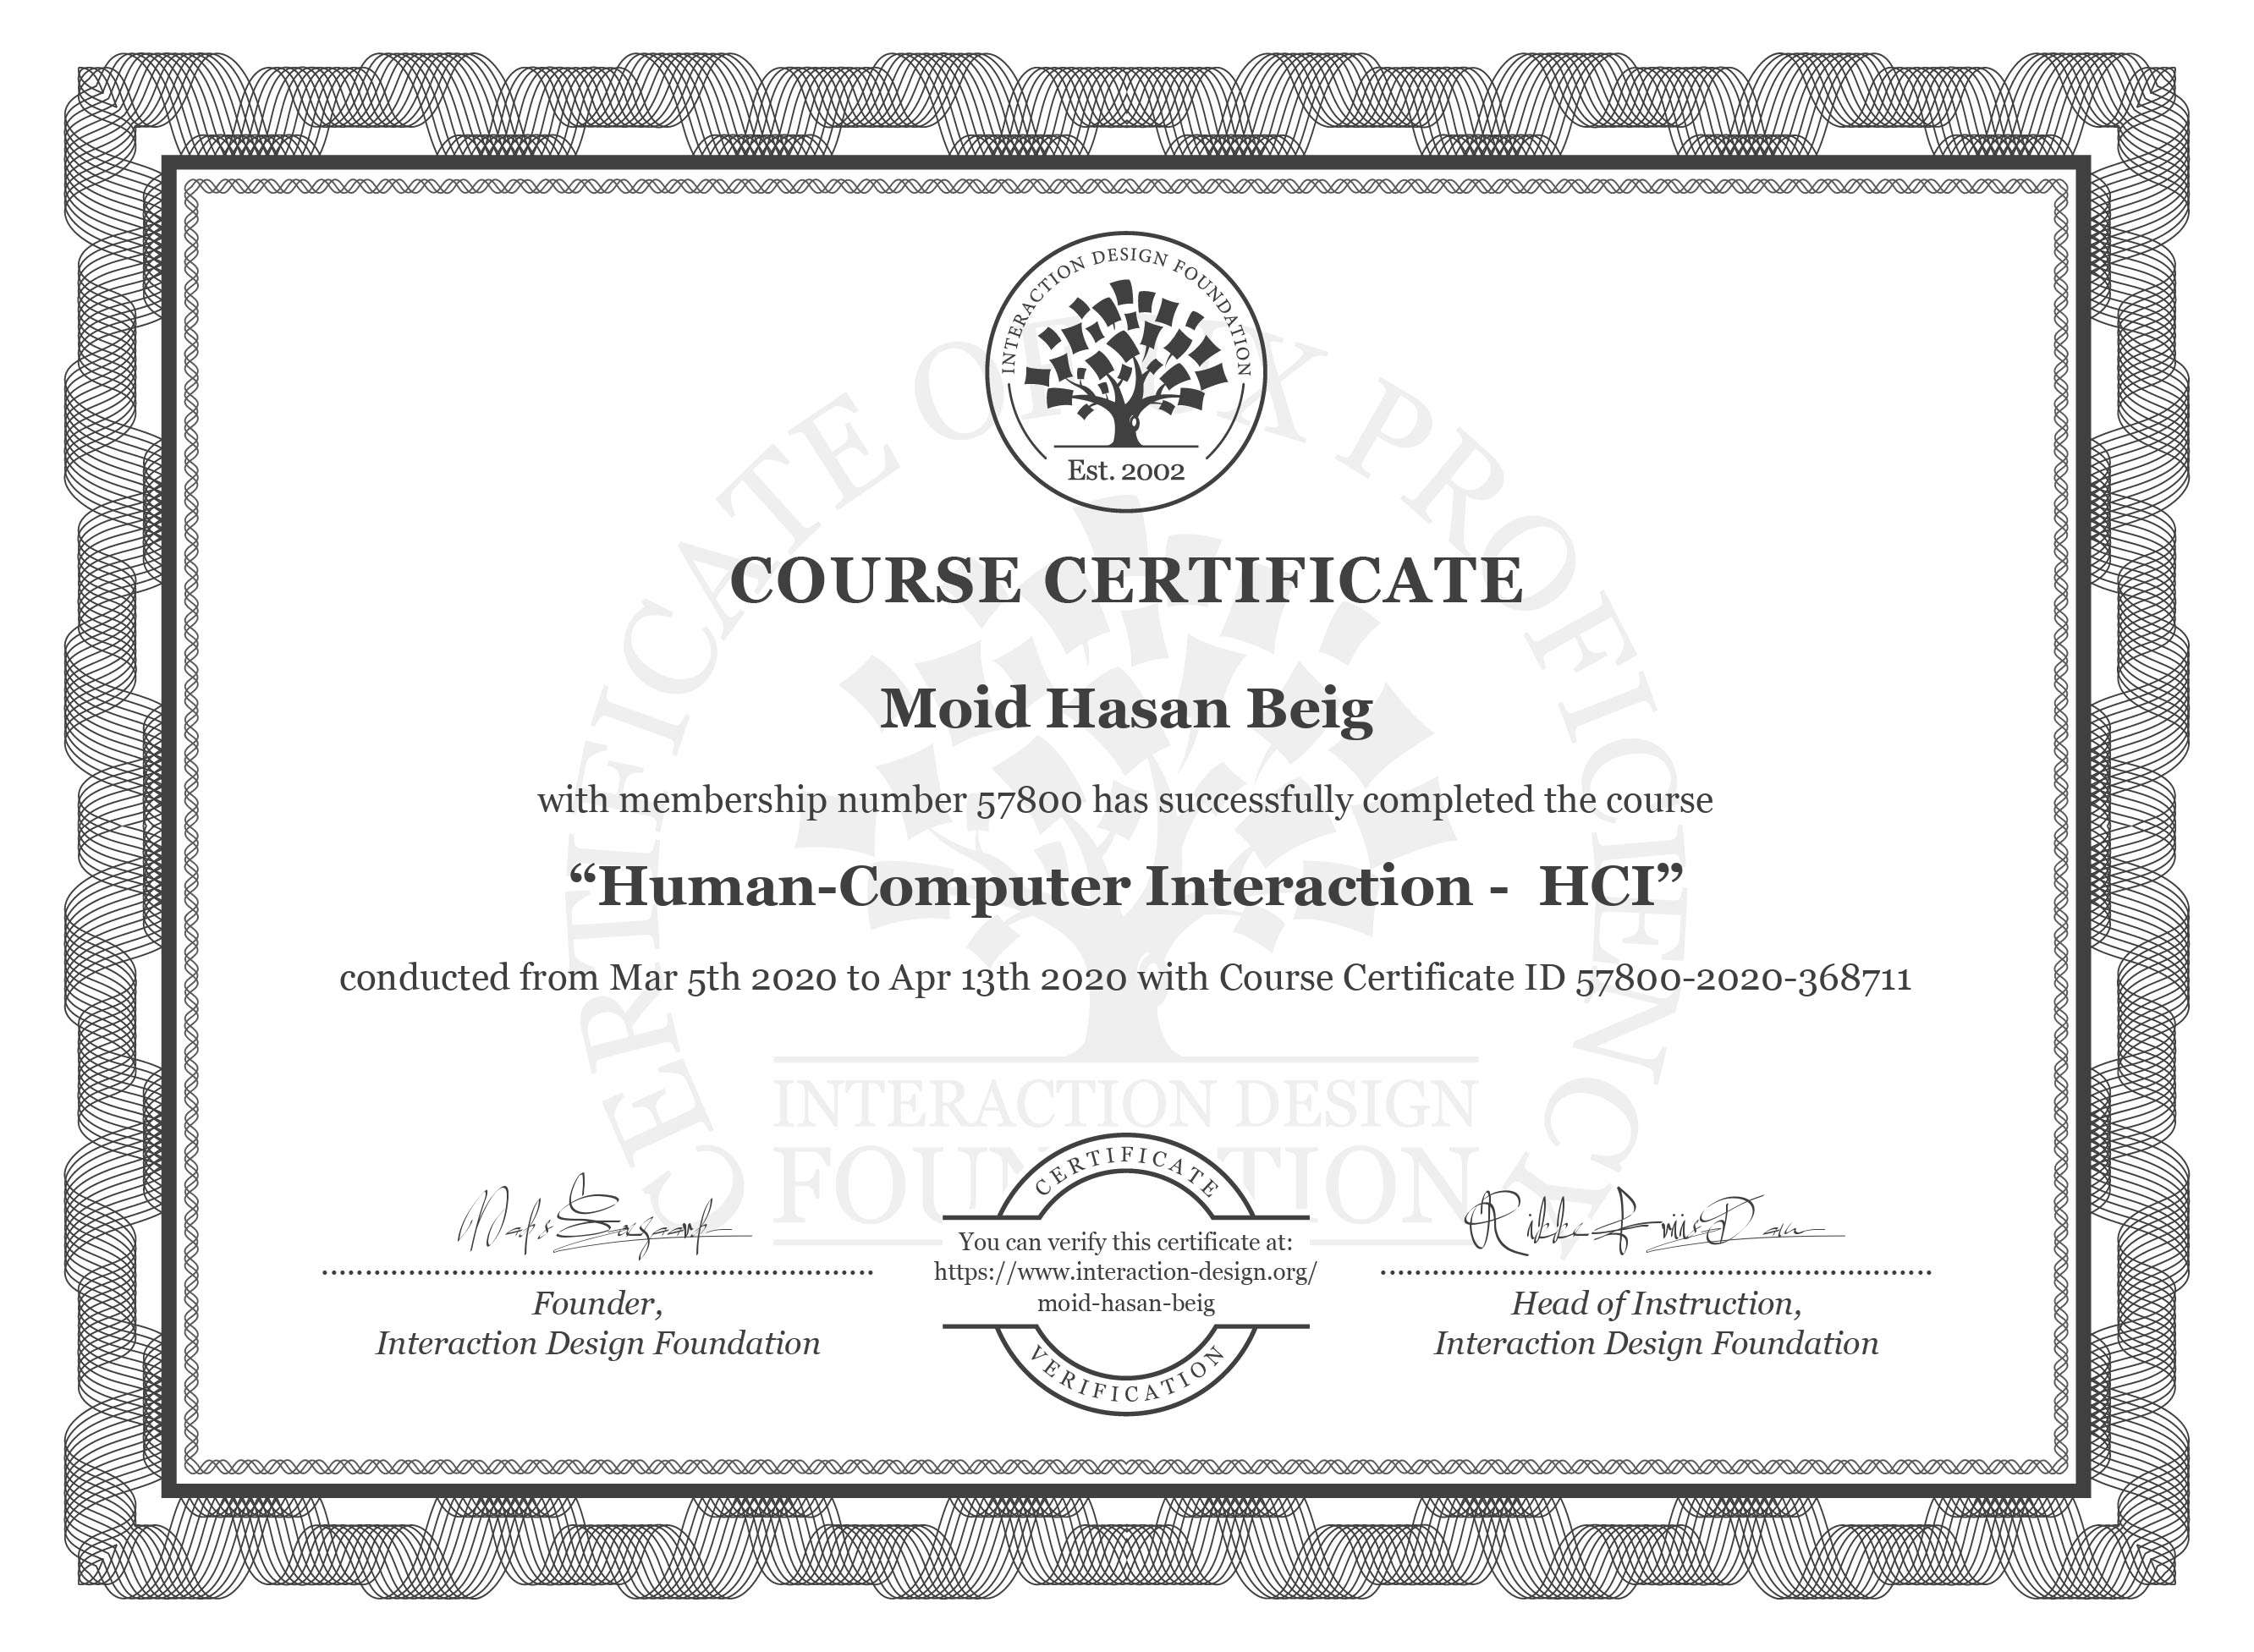 INTERACTION DESIGN FOUNDATION
Est. 2002
CERTIFICATE OF UX PROFICIENCY
COURSE CERTIFICATE
Moid Hasan Beig
with membership number 57800 has successfully completed the course
“Human-Computer Interaction -  HCI”
conducted from Mar 5th 2020 to Apr 13th 2020 with Course Certificate ID 57800-2020-368711
INTERACTION DESIGN
FOUNDATION
CERTIFICATE
You can verify this certificate at:
https://www.interaction-design.org/
moid-hasan-beig
VERIFICATION
Founder,
Interaction Design Foundation
Rikke Friis Dam
Head of Instruction,
Interaction Design Foundation